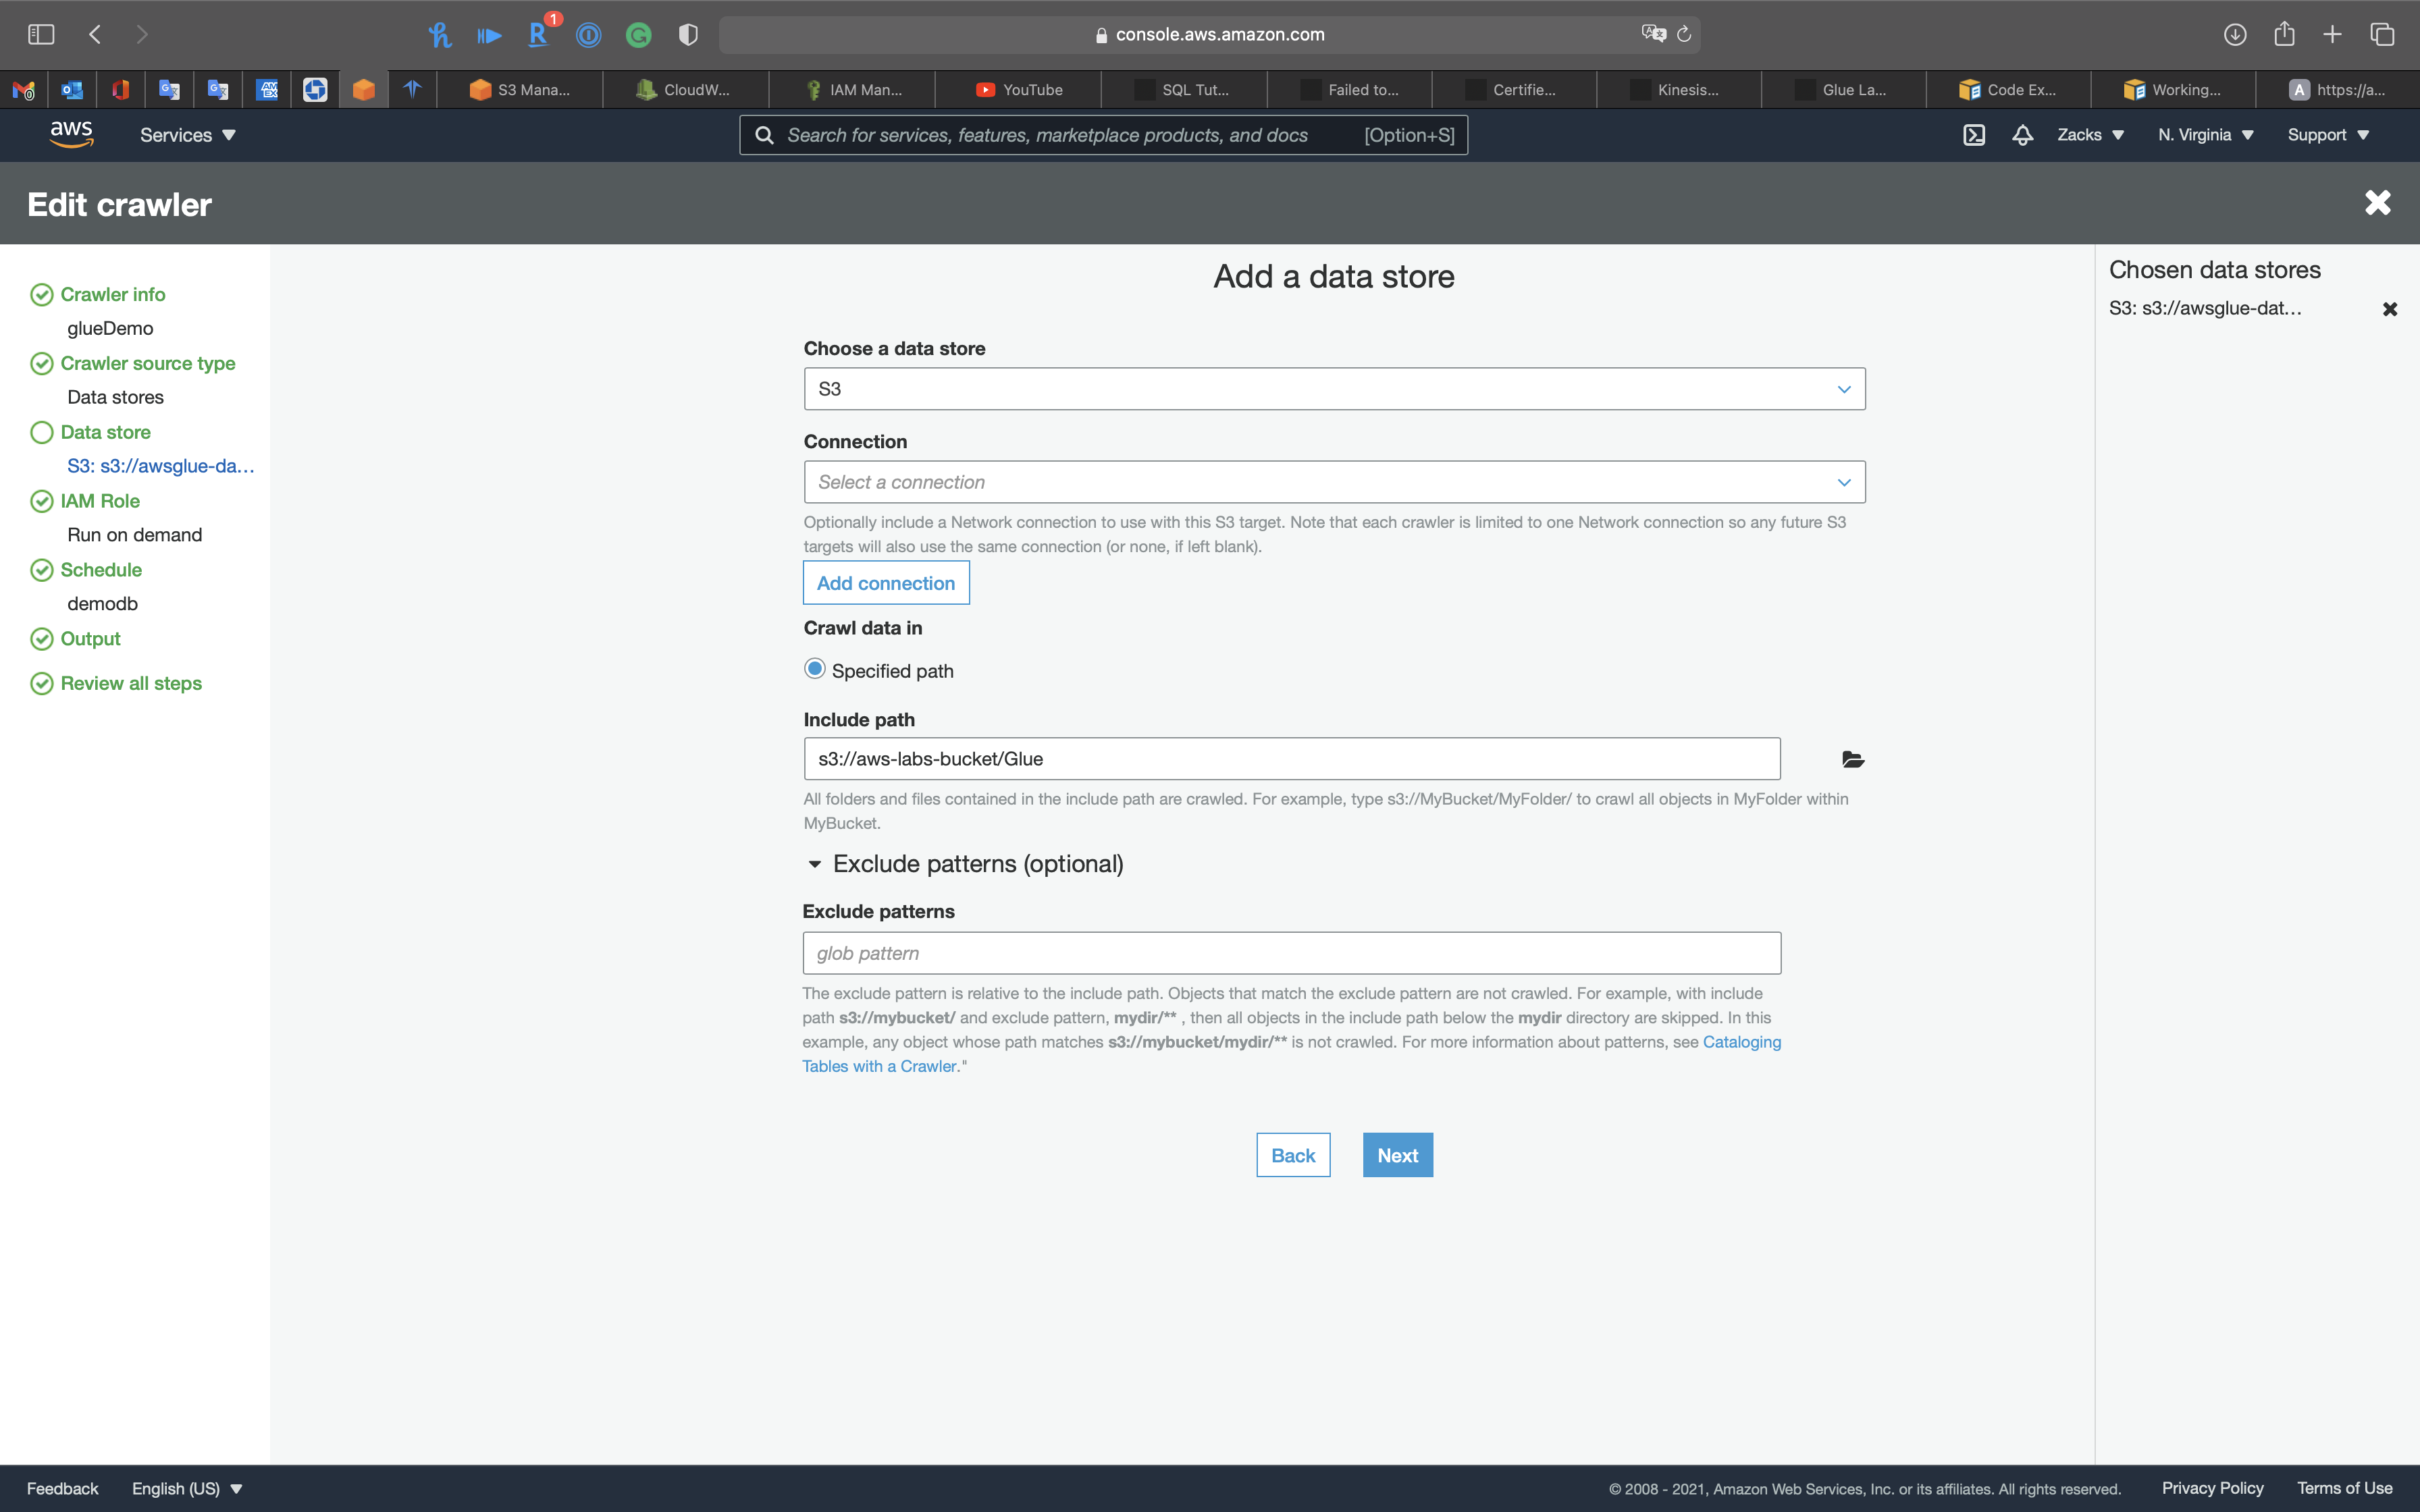 1
console.aws.amazon.com
S3 Mana...
CloudW...
IAM Man...
YouTube
SQL Tut...
Failed to...
Certifie...
Kinesis...
Glue La...
Code Ex...
Working...
A
https://a...
aws
Services
Search for services, features, marketplace products, and docs
[Option+S]
Zacks
N. Virginia
Support
Edit crawler
Crawler info
glueDemo
Crawler source type
Data stores
Data store
S3: s3://awsglue-da...
IAM Role
Run on demand
Schedule
demodb
Output
Review all steps
Add a data store
Choose a data store
S3
Connection
Select a connection
Optionally include a Network connection to use with this S3 target. Note that each crawler is limited to one Network connection so any future S3
targets will also use the same connection (or none, if left blank).
Add connection
Crawl data in
Specified path
Include path
s3://aws-labs-bucket/Glue
All folders and files contained in the include path are crawled. For example, type s3://MyBucket/MyFolder/ to crawl all objects in MyFolder within
MyBucket.
Exclude patterns (optional)
Exclude patterns
glob pattern
The exclude pattern is relative to the include path. Objects that match the exclude pattern are not crawled. For example, with include
path s3://mybucket/ and exclude pattern, mydir/** , then all objects in the include path below the mydir directory are skipped. In this
example, any object whose path matches s3://mybucket/mydir/** is not crawled. For more information about patterns, see Cataloging
Tables with a Crawler."
Back
Next
Chosen data stores
S3: s3://awsglue-dat...
Feedback
English (US)
© 2008 - 2021, Amazon Web Services, Inc. or its affiliates. All rights reserved.
Privacy Policy
Terms of Use